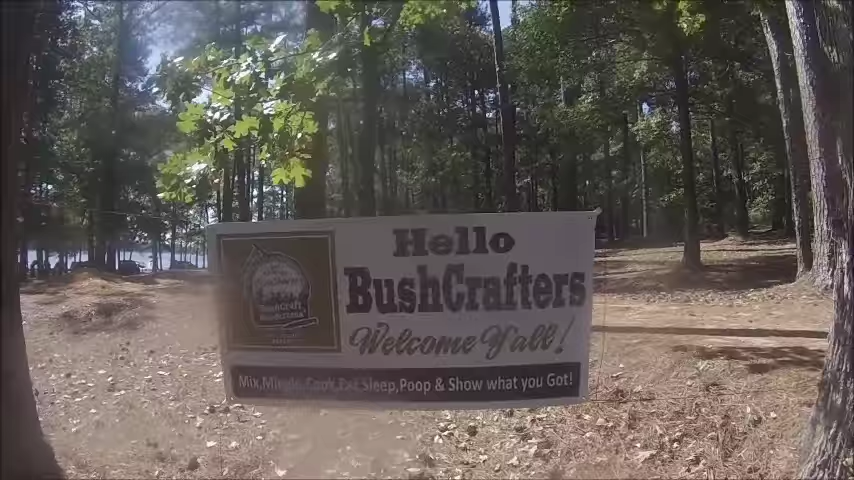 Hello
BushCrafters
Welcome Y'all!
Mix,Mingle,Cook,Eat,Sleep,Poop & Show what you Got!